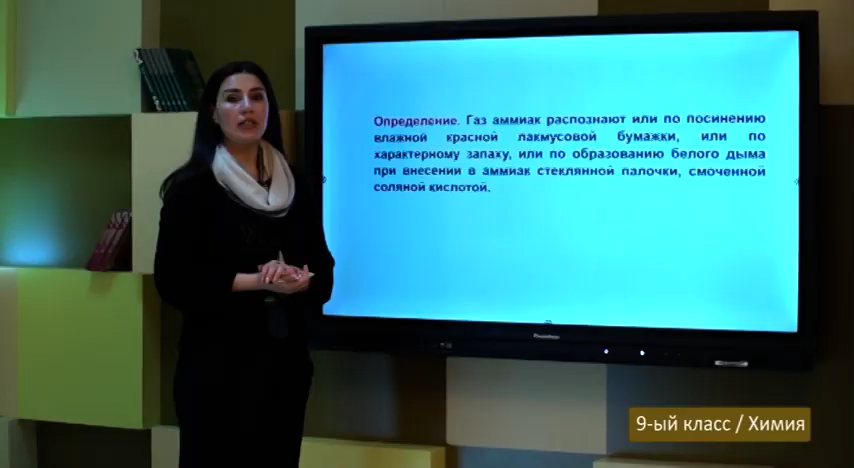 Определение. Газ аммиак распознают или по посинению
влажной красной лакмусовой бумажки, или по
характерному запаху, или по образованию белого дыма
при внесении в аммиак стеклянной палочки, смоченной
соляной кислотой.
9-ый класс / Химия